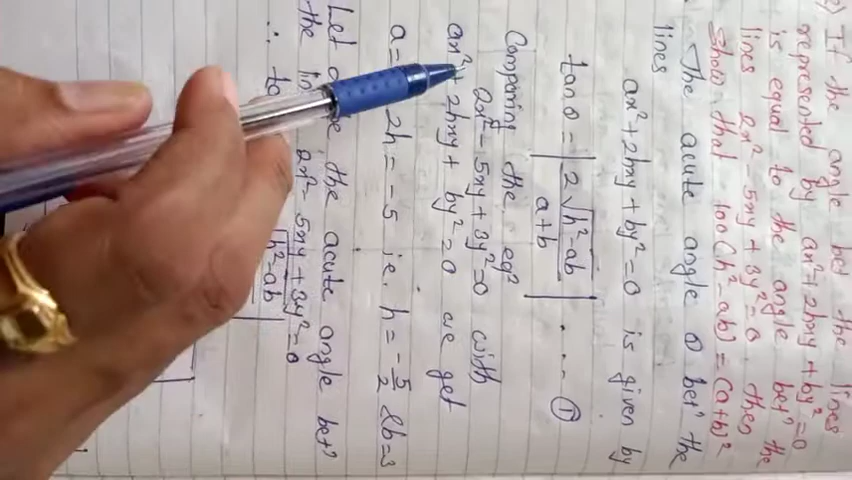 If the angle betn the lines
represented by ax²+2hxy+by²=0
is equal to the angle betn the
lines 2x²-5xy+3y²=0 then
Show that 100(h²-ab)=(a+b)²
The acute angle θ betn the
lines
ax²+2hxy+by²=0 is given by
tanθ = | 2√h²-ab / a+b | .... ①
Comparing the eqn
2x²-5xy+3y²=0 with
ax²+2hxy+by²=0 we get
a= 2h=-5 i.e. h=-5/2 & b=3
Let the acute angle betn
the 2x²-5xy+3y²=0
∴ h²-ab